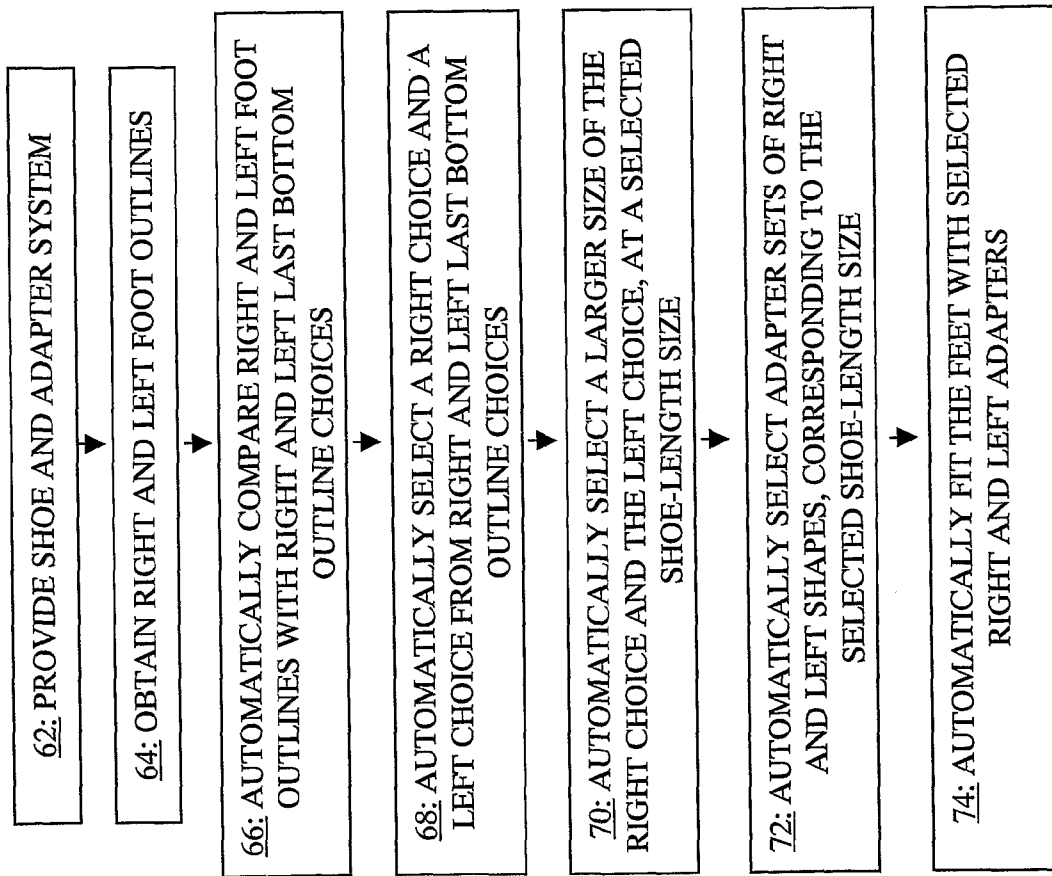 62: PROVIDE SHOE AND ADAPTER SYSTEM
64: OBTAIN RIGHT AND LEFT FOOT OUTLINES
66: AUTOMATICALLY COMPARE RIGHT AND LEFT FOOT
OUTLINES WITH RIGHT AND LEFT LAST BOTTOM
OUTLINE CHOICES
68: AUTOMATICALLY SELECT A RIGHT CHOICE AND A
LEFT CHOICE FROM RIGHT AND LEFT LAST BOTTOM
OUTLINE CHOICES
70: AUTOMATICALLY SELECT A LARGER SIZE OF THE
RIGHT CHOICE AND THE LEFT CHOICE, AT A SELECTED
SHOE-LENGTH SIZE
72: AUTOMATICALLY SELECT ADAPTER SETS OF RIGHT
AND LEFT SHAPES, CORRESPONDING TO THE
SELECTED SHOE-LENGTH SIZE
74: AUTOMATICALLY FIT THE FEET WITH SELECTED
RIGHT AND LEFT ADAPTERS